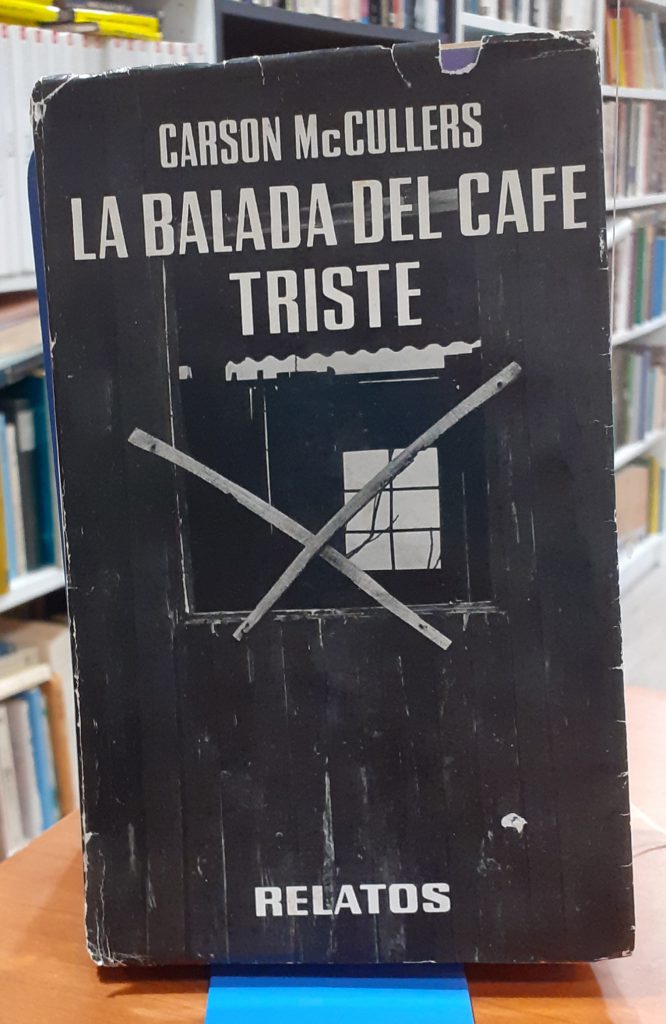 CARSON McCULLERS
LA BALADA DEL CAFE
TRISTE
RELATOS